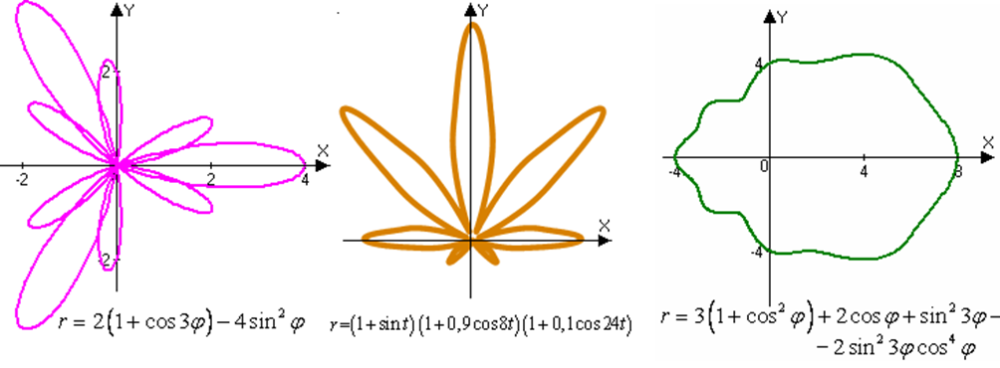 Y
2
X
-2
2
4
2
r = 2(1 + cos 3φ) − 4 sin² φ
Y
X
r=(1+sin t)(1+0,9 cos 8t)(1+0,1 cos 24t)
Y
4
X
-4
0
4
8
-4
r = 3(1 + cos² φ) + 2 cos φ + sin² 3φ −
− 2 sin² 3φ cos⁴ φ